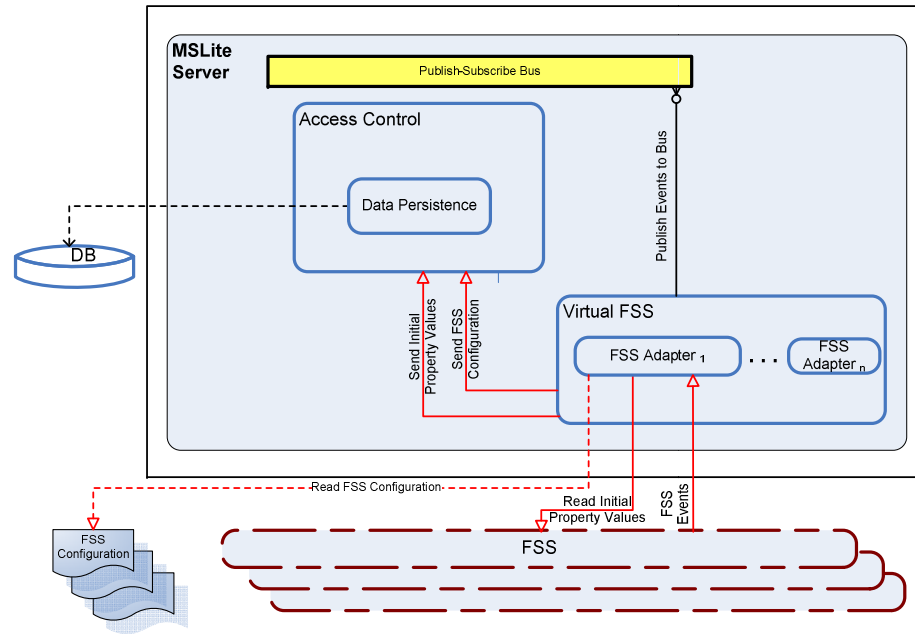 MSLite
Server
Publish-Subscribe Bus
Access Control
Data Persistence
DB
Publish Events to Bus
Send Initial
Property Values
Send FSS
Configuration
Virtual FSS
FSS Adapter 1
. . .
FSS
Adapter n
Read FSS Configuration
Read Initial
Property Values
FSS
Events
FSS
Configuration
FSS